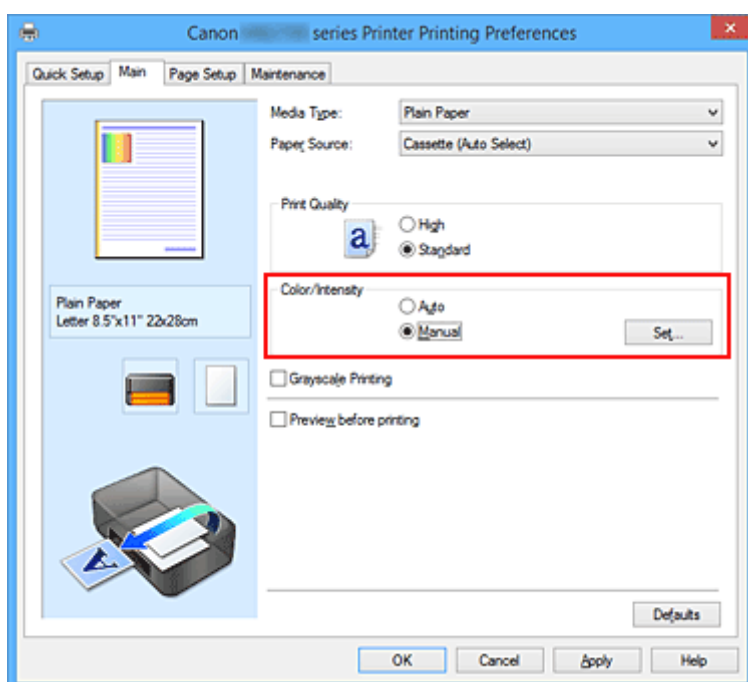 Canon series Printer Printing Preferences
Quick Setup Main Page Setup Maintenance
Media Type: Plain Paper
Paper Source: Cassette (Auto Select)
Print Quality
a
High
Standard
Color/Intensity
Auto
Manual Set...
Plain Paper
Letter 8.5"x11" 22x28cm
Grayscale Printing
Preview before printing
A
Defaults
OK Cancel Apply Help